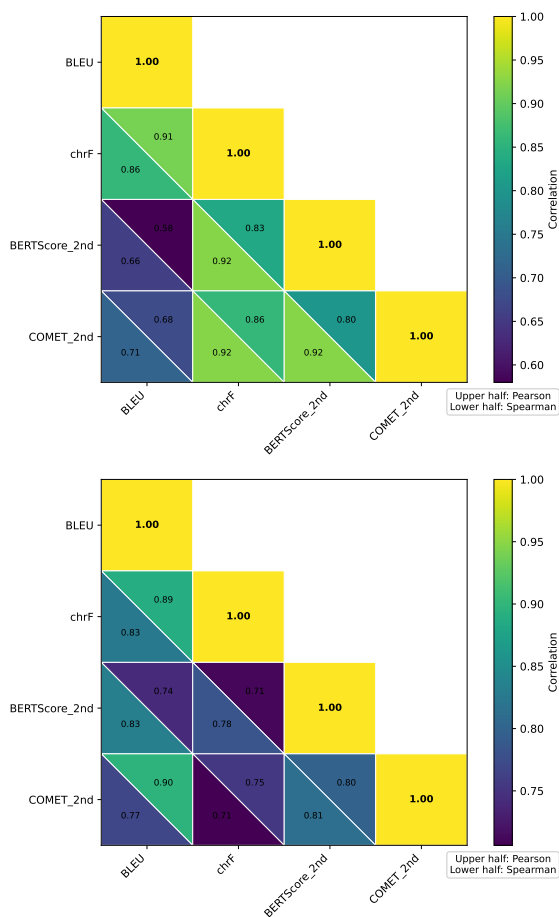 1.00
BLEU
1.00
0.95
0.91
chrF
1.00
0.86
0.90
0.85
0.58
0.83
BERTScore_2nd
1.00
0.66
0.92
0.80
0.75
0.70
0.68
0.86
0.80
COMET_2nd
1.00
0.71
0.92
0.92
0.65
0.60
Correlation
BLEU
chrF
BERTScore_2nd
COMET_2nd
Upper half: Pearson
Lower half: Spearman
1.00
BLEU
1.00
0.95
0.89
chrF
1.00
0.83
0.90
0.85
0.74
0.71
BERTScore_2nd
1.00
0.83
0.78
0.80
0.90
0.75
0.80
COMET_2nd
1.00
0.77
0.71
0.81
0.75
Correlation
BLEU
chrF
BERTScore_2nd
COMET_2nd
Upper half: Pearson
Lower half: Spearman